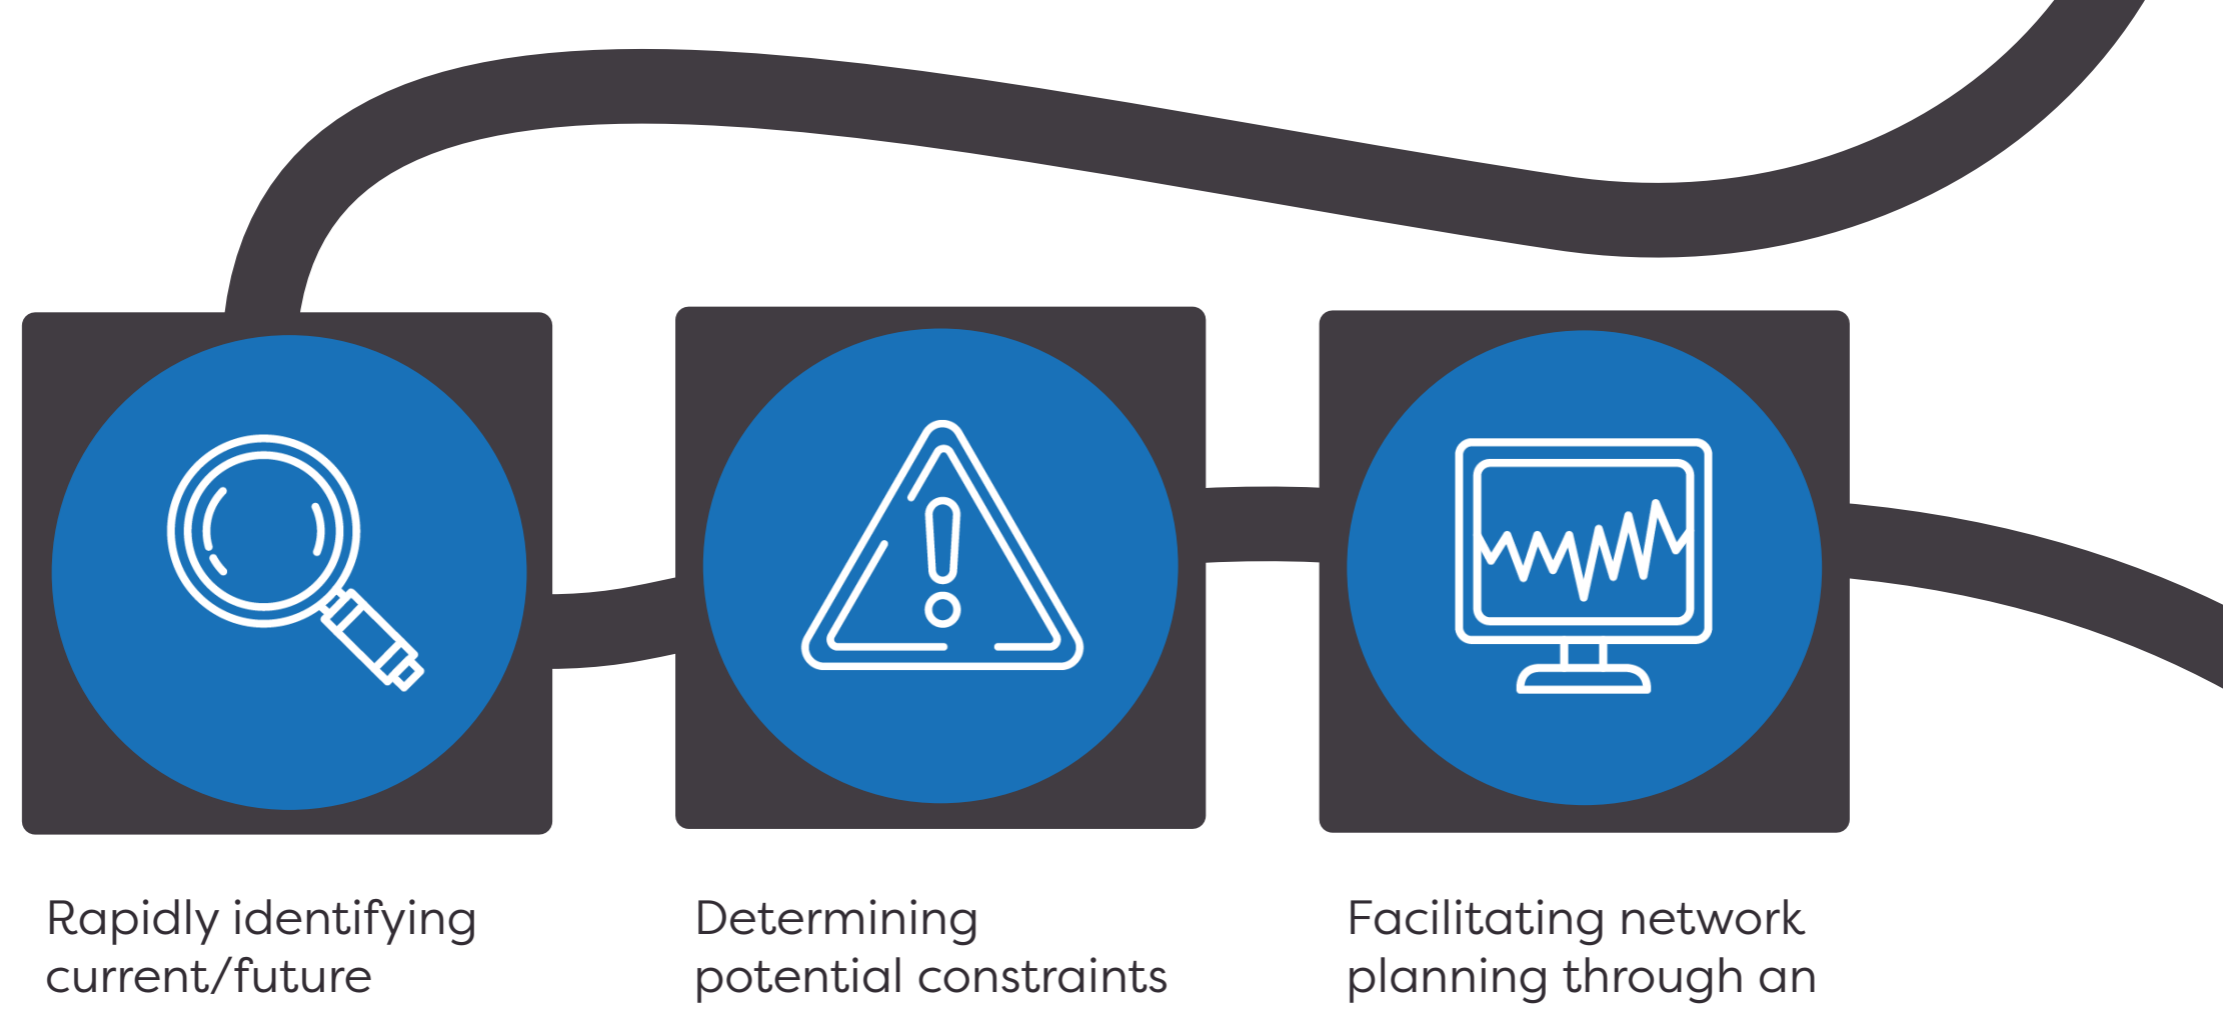 Rapidly identifying
current/future
Determining
potential constraints
Facilitating network
planning through an